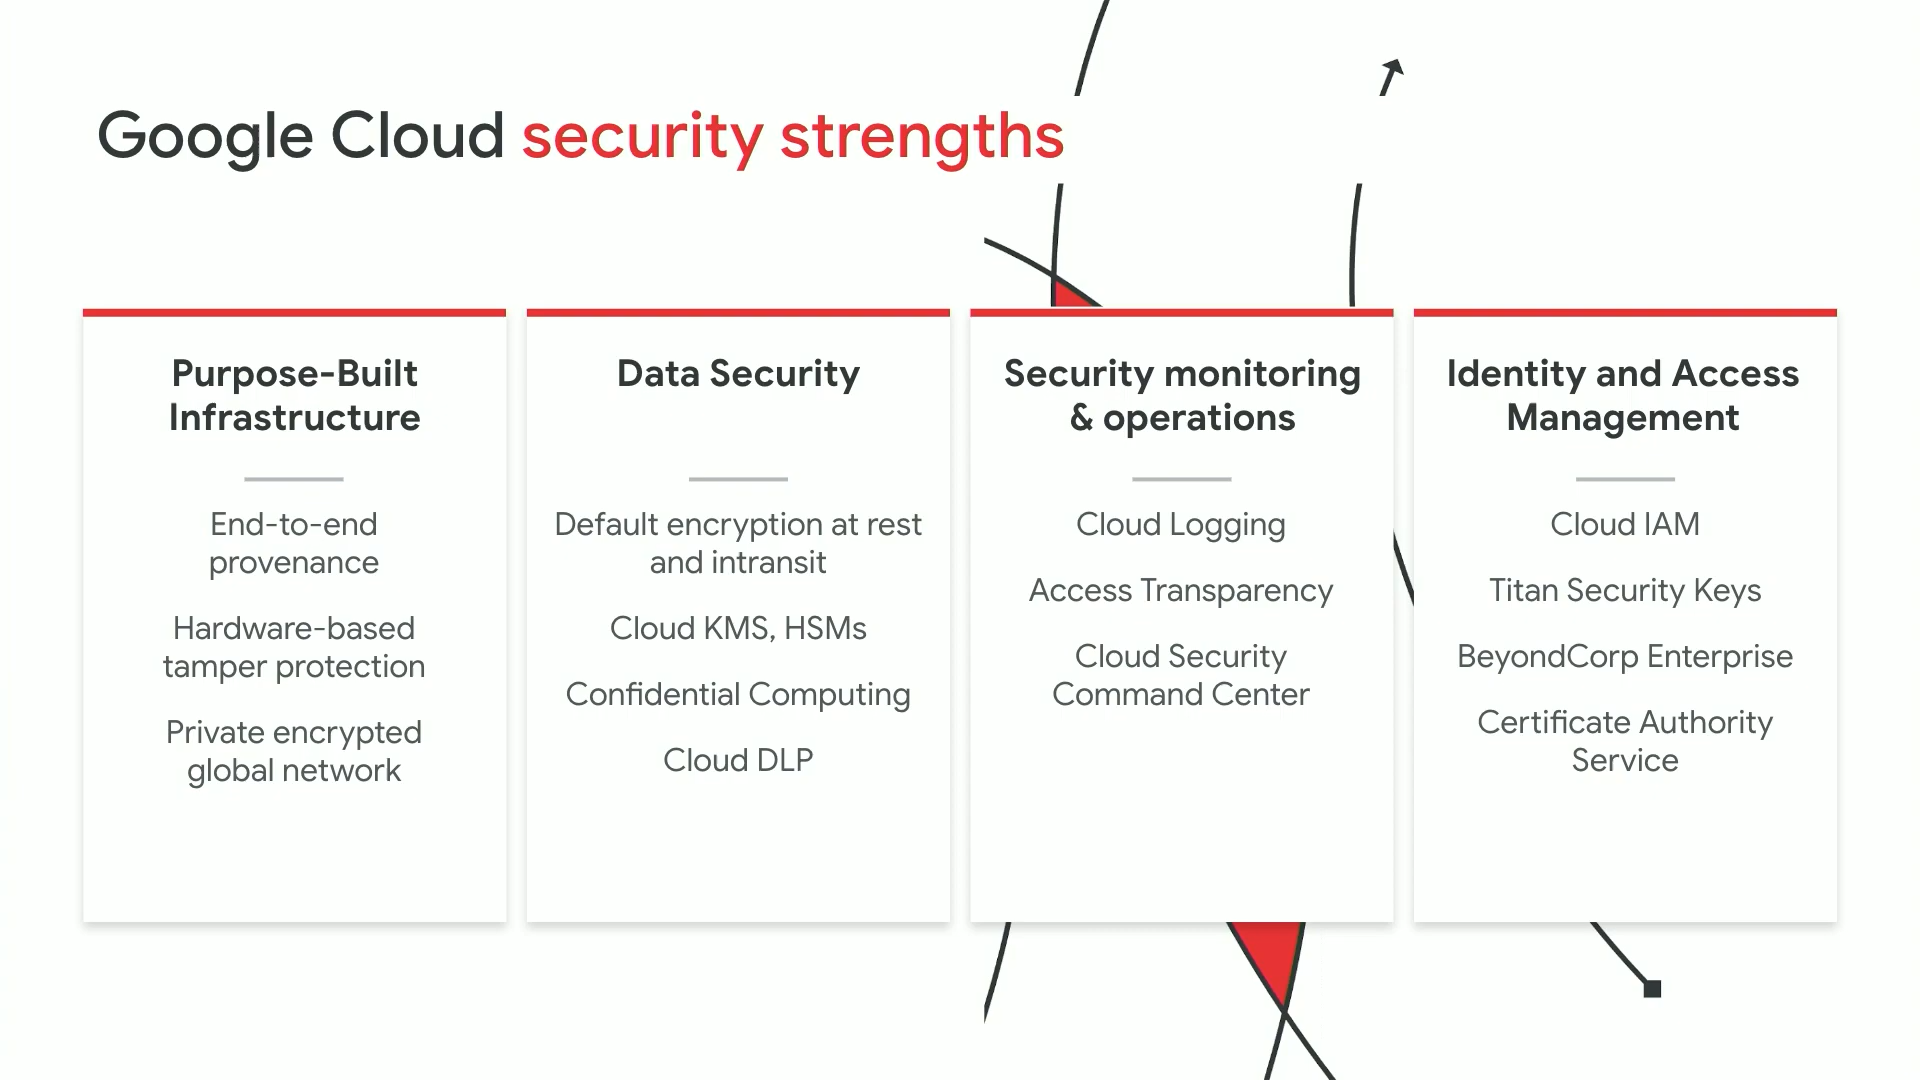 Google Cloud security strengths
Purpose-Built
Infrastructure
End-to-end
provenance
Hardware-based
tamper protection
Private encrypted
global network
Data Security
Default encryption at rest
and intransit
Cloud KMS, HSMs
Confidential Computing
Cloud DLP
Security monitoring
& operations
Cloud Logging
Access Transparency
Cloud Security
Command Center
Identity and Access
Management
Cloud IAM
Titan Security Keys
BeyondCorp Enterprise
Certificate Authority
Service